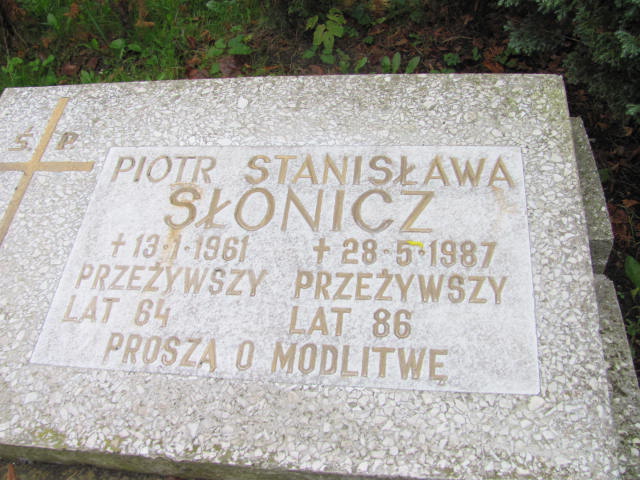 Ś. P.
PIOTR STANISŁAWA
SŁONICZ
+ 13·1·1961 + 28·5·1987
PRZEŻYWSZY PRZEŻYWSZY
LAT 64 LAT 86
PROSZĄ O MODLITWĘ